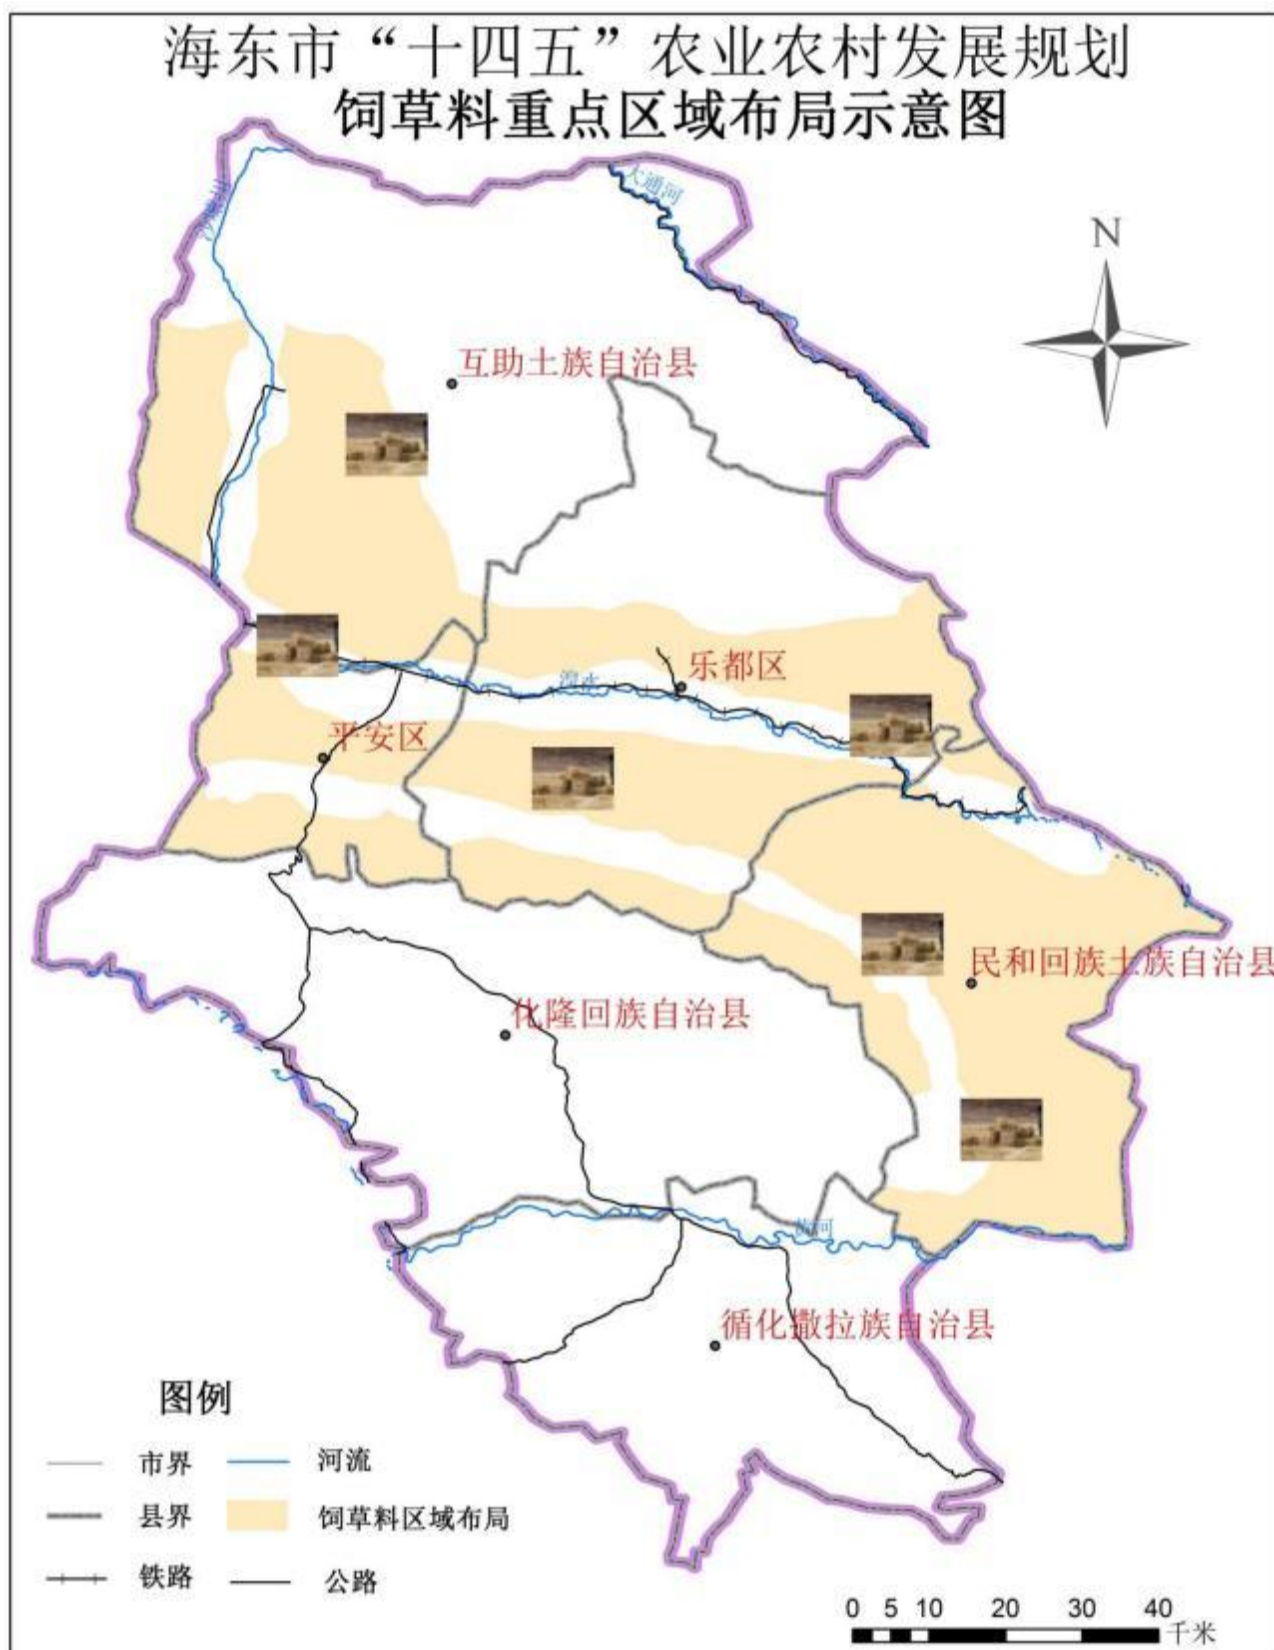 海东市“十四五”农业农村发展规划
饲草料重点区域布局示意图
大通河
N
互助土族自治县
乐都区
湟水
平安区
民和回族土族自治县
化隆回族自治县
黄河
循化撒拉族自治县
图例
市界
河流
县界
饲草料区域布局
铁路
公路
0 5 10 20 30 40
千米